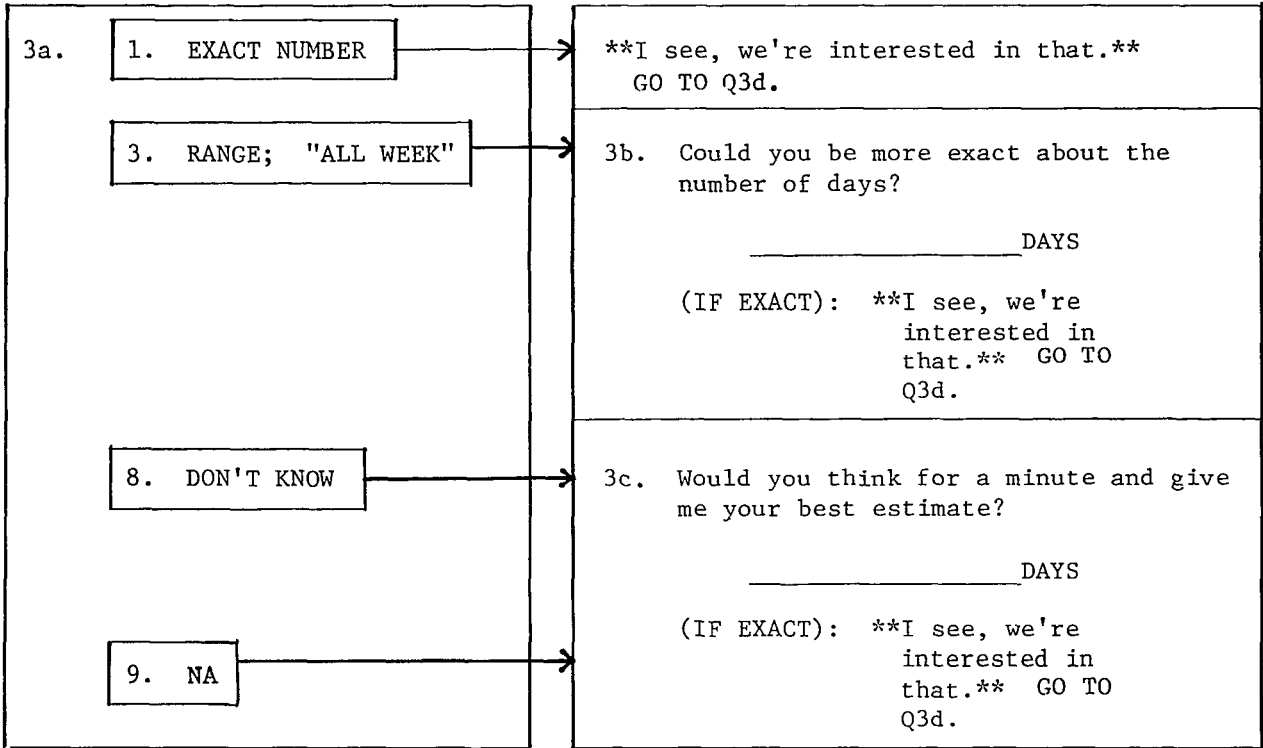 3a. 1. EXACT NUMBER
**I see, we're interested in that.**
GO TO Q3d.
3. RANGE; "ALL WEEK"
3b. Could you be more exact about the
number of days?
____________________DAYS
(IF EXACT): **I see, we're
interested in
that.** GO TO
Q3d.
8. DON'T KNOW
3c. Would you think for a minute and give
me your best estimate?
____________________DAYS
9. NA
(IF EXACT): **I see, we're
interested in
that.** GO TO
Q3d.